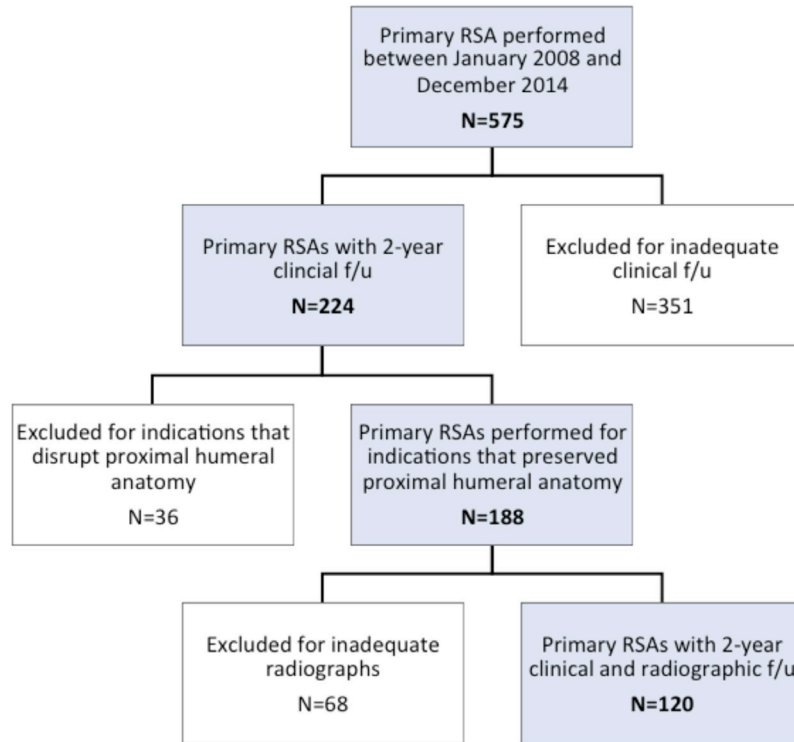 Primary RSA performed
between January 2008 and
December 2014
N=575
Primary RSAs with 2-year
clincial f/u
N=224
Excluded for inadequate
clinical f/u
N=351
Excluded for indications that
disrupt proximal humeral
anatomy
N=36
Primary RSAs performed for
indications that preserved
proximal humeral anatomy
N=188
Excluded for inadequate
radiographs
N=68
Primary RSAs with 2-year
clinical and radiographic f/u
N=120